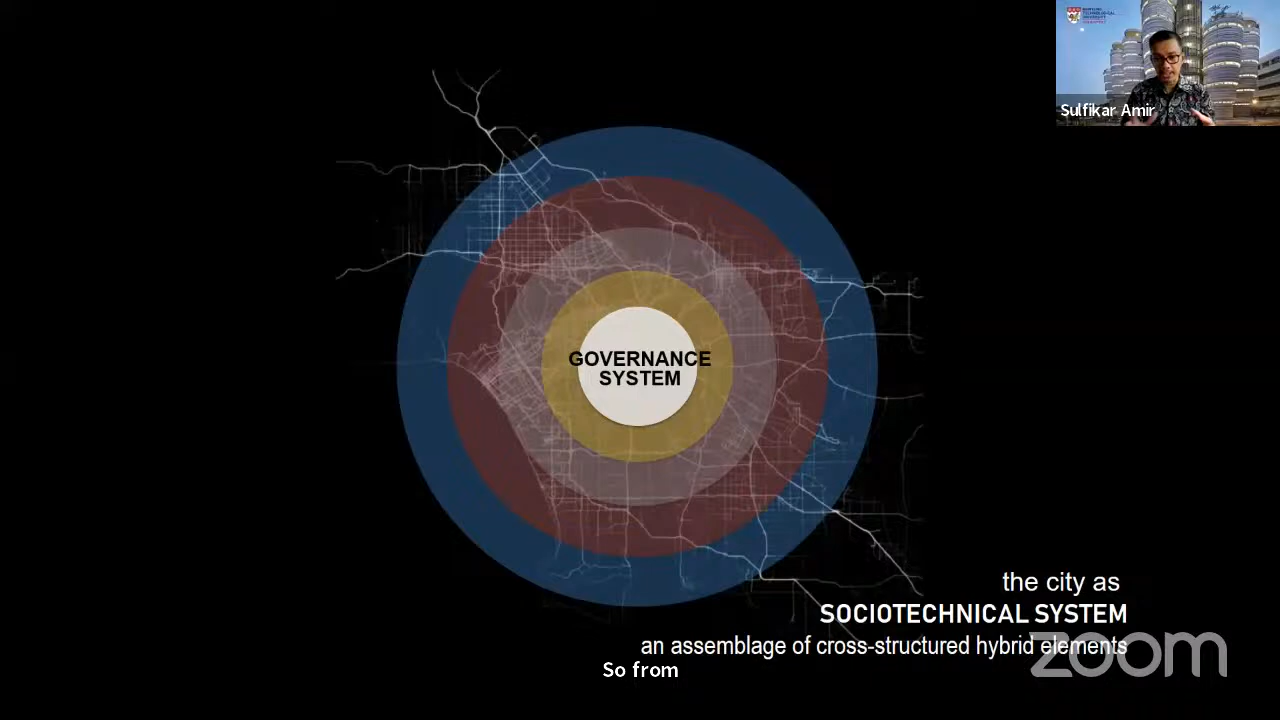 Sulfikar Amir
GOVERNANCE
SYSTEM
the city as
SOCIOTECHNICAL SYSTEM
an assemblage of cross-structured hybrid elements
So from
zoom